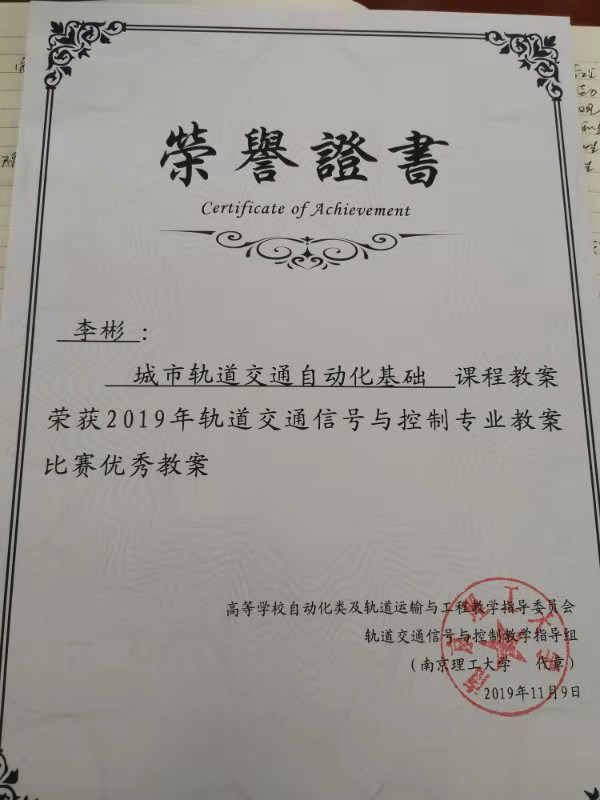 榮譽證書
Certificate of Achievement
李彬：
城市轨道交通自动化基础 课程教案
荣获2019年轨道交通信号与控制专业教案
比赛优秀教案
高等学校自动化类及轨道运输与工程教学指导委员会
轨道交通信号与控制教学指导组
（南京理工大学 代章）
2019年11月9日